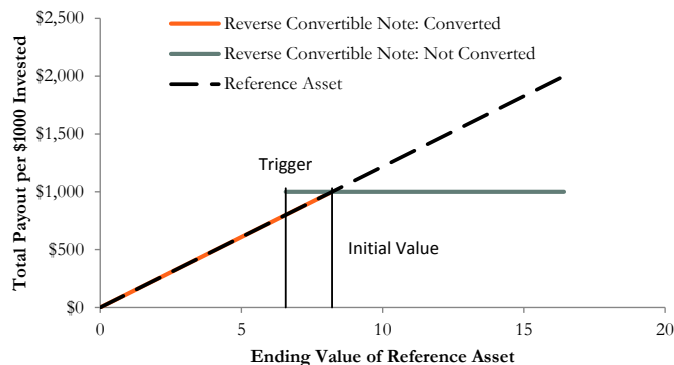 $2,500
$2,000
$1,500
$1,000
$500
$0
Total Payout per $1000 Invested
Reverse Convertible Note: Converted
Reverse Convertible Note: Not Converted
Reference Asset
Trigger
Initial Value
0
5
10
15
20
Ending Value of Reference Asset